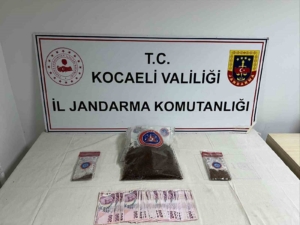 T.C.
KOCAELİ VALİLİĞİ
İL JANDARMA KOMUTANLIĞI